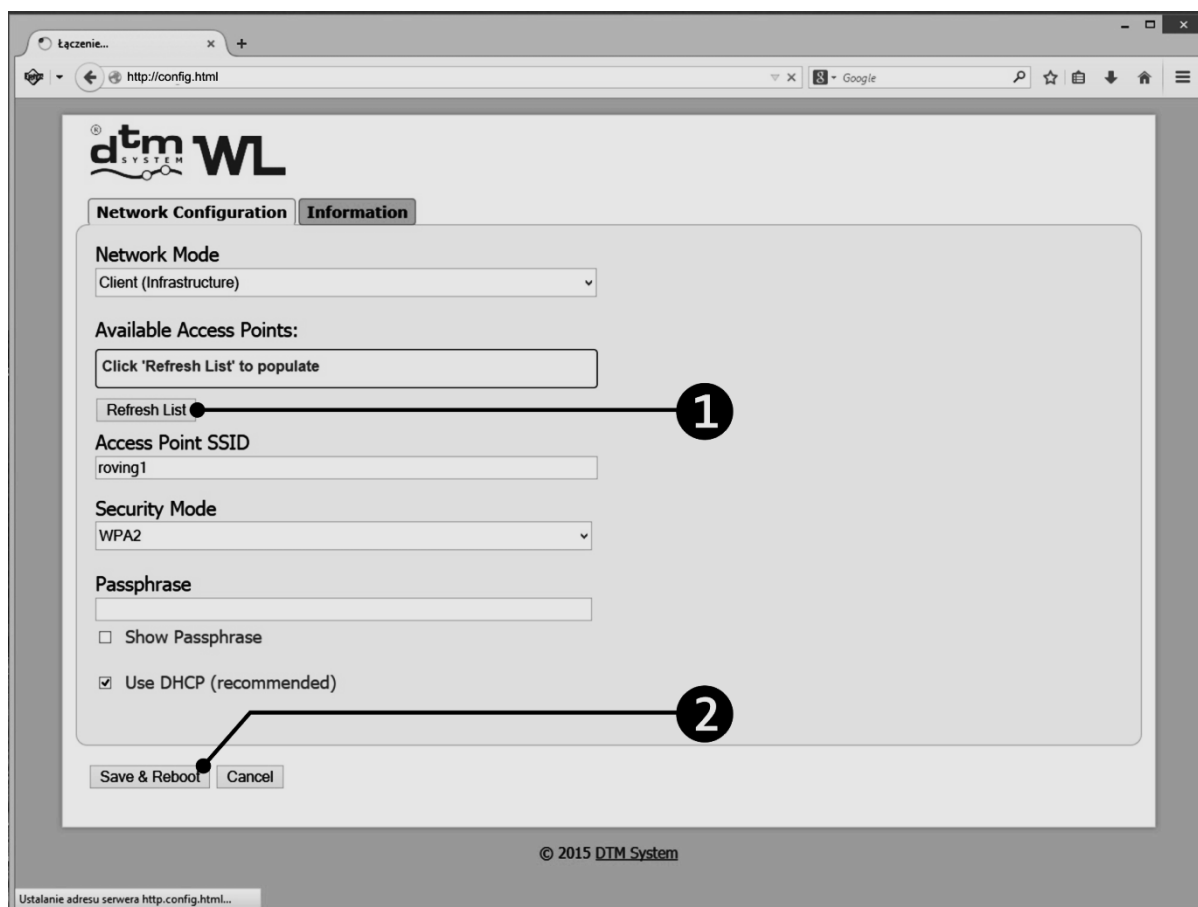 Łączenie...
http://config.html
Google
® dtm WL
SYSTEM
Network Configuration Information
Network Mode
Client (Infrastructure)
Available Access Points:
Click 'Refresh List' to populate
Refresh List
1
Access Point SSID
roving1
Security Mode
WPA2
Passphrase
Show Passphrase
Use DHCP (recommended)
2
Save & Reboot Cancel
© 2015 DTM System
Ustalanie adresu serwera http.config.html...